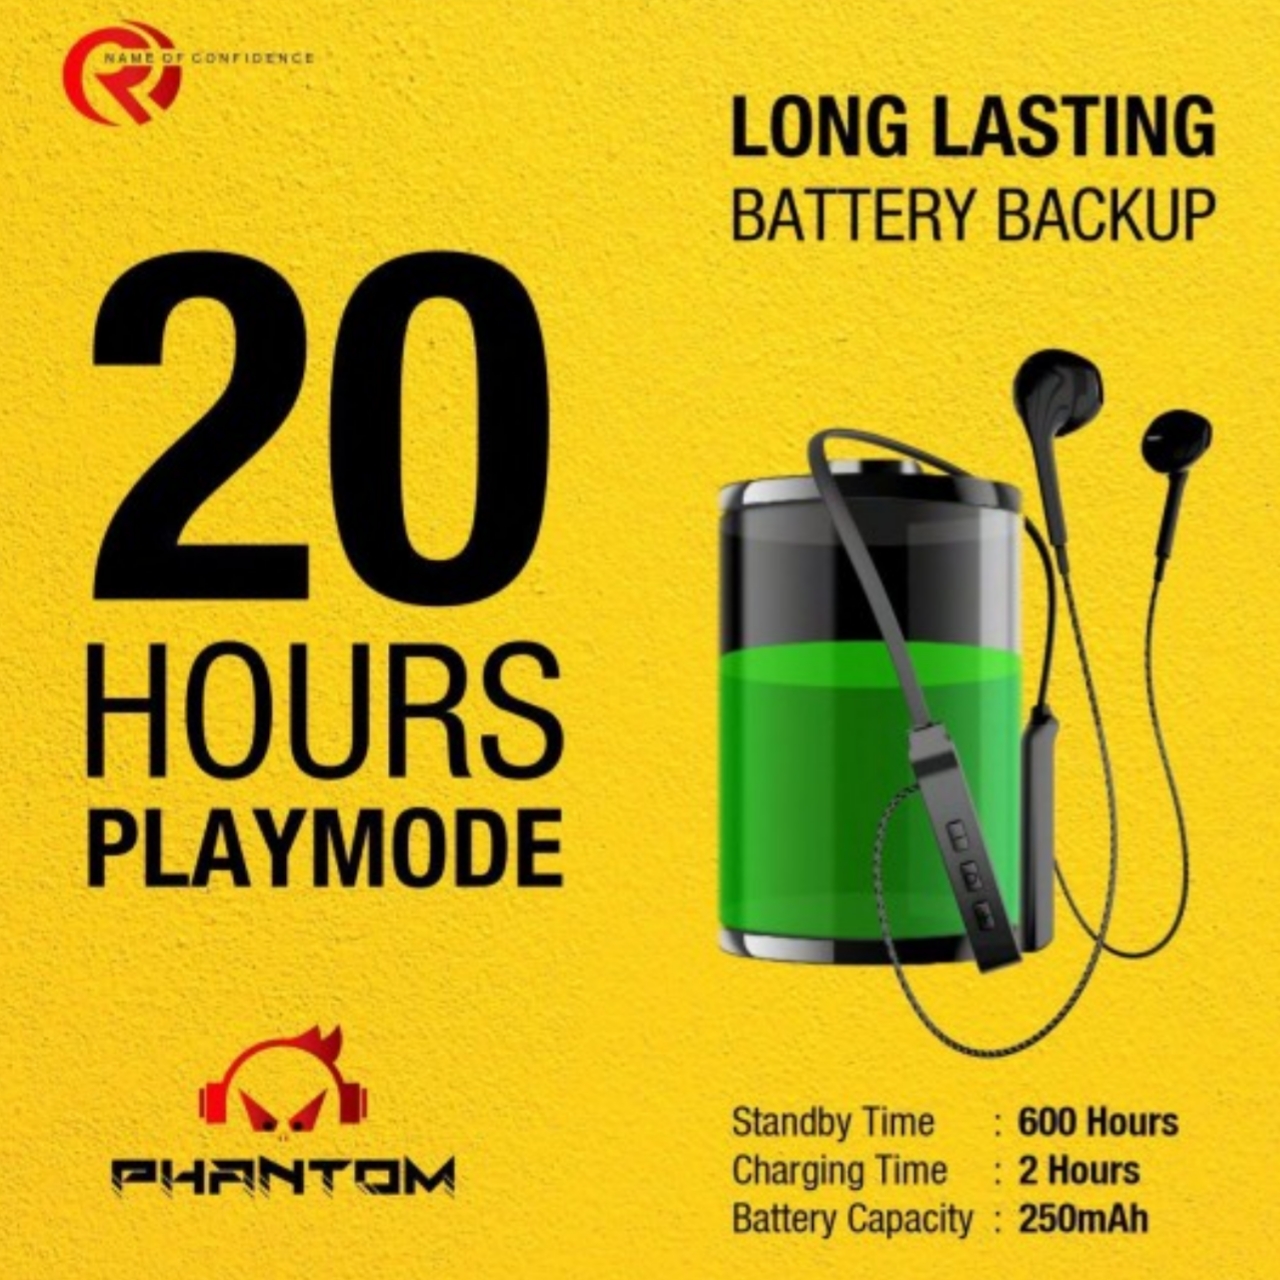 NAME OF CONFIDENCE
LONG LASTING
BATTERY BACKUP
20
HOURS
PLAYMODE
PHANTOM
Standby Time : 600 Hours
Charging Time : 2 Hours
Battery Capacity : 250mAh